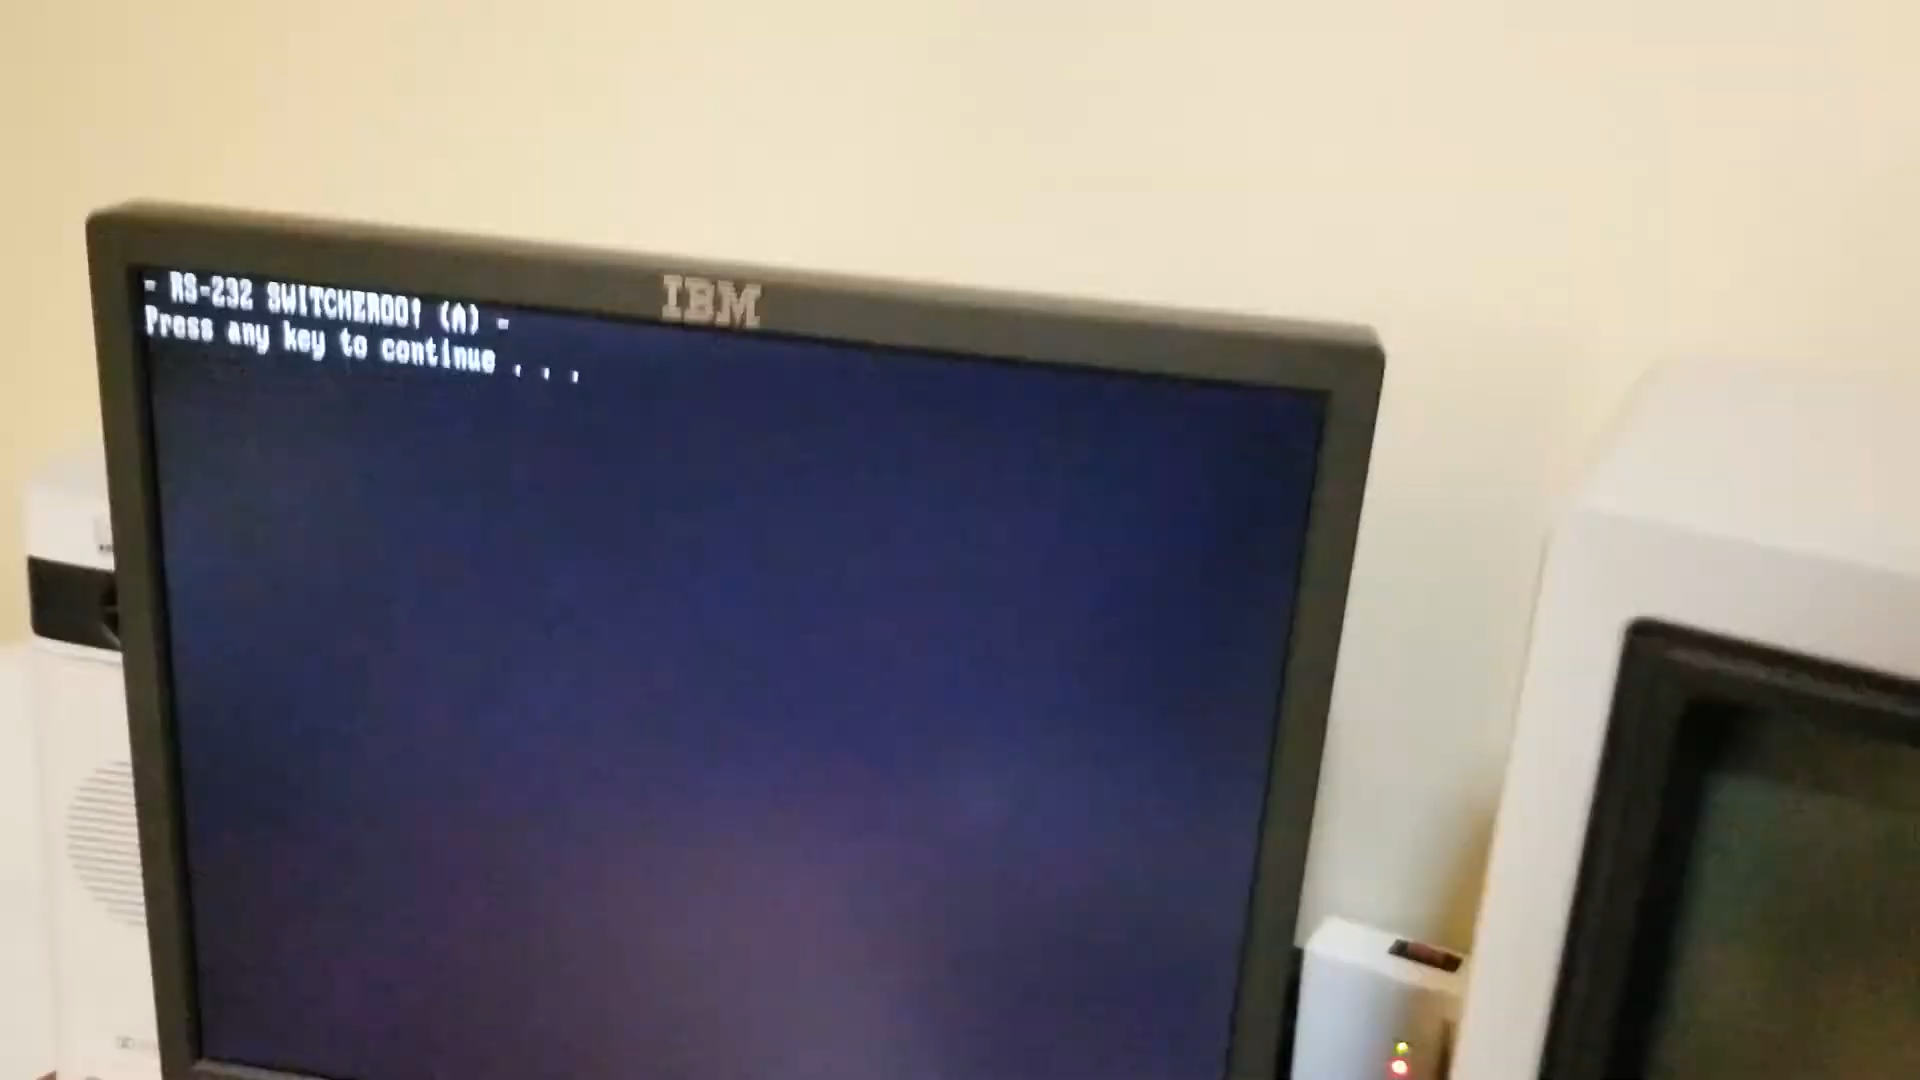 IBM
- RS-232 SWITCHEROO! (A) -
Press any key to continue . . .